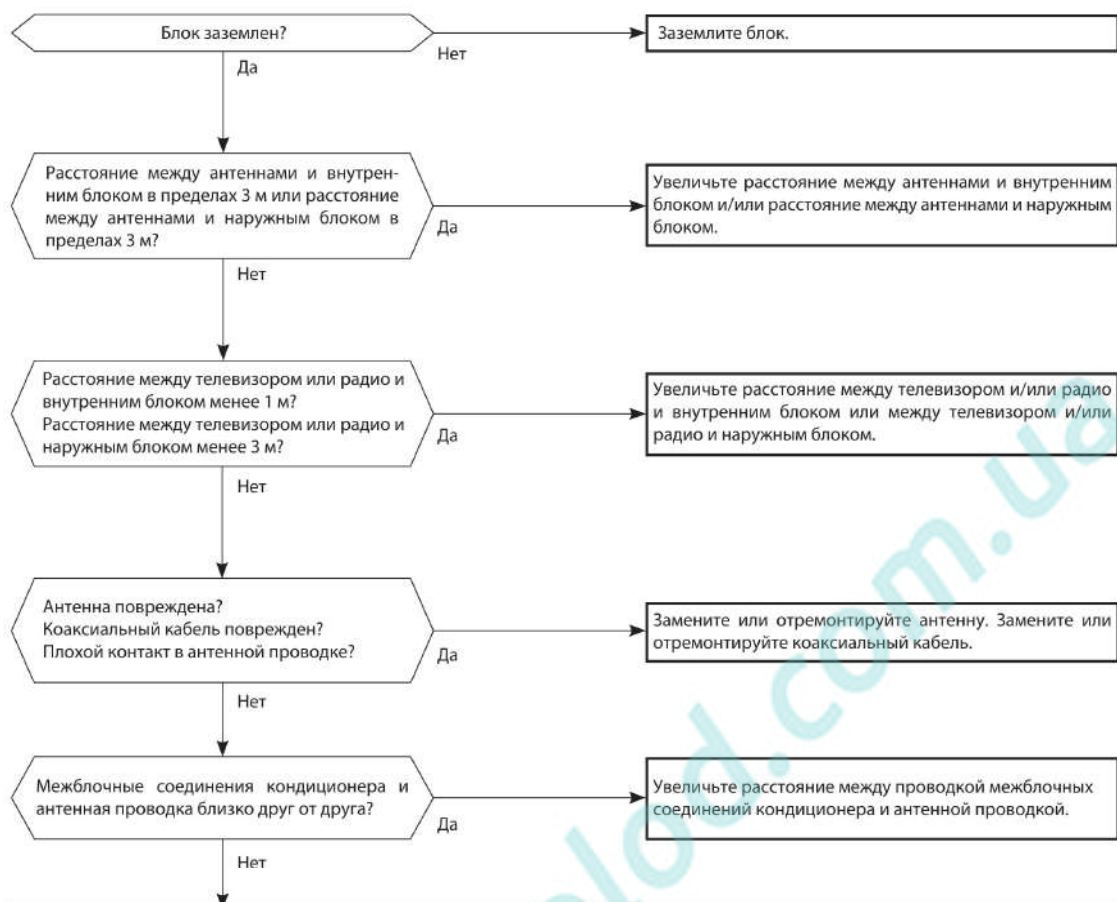 Блок заземлен?
Нет
Заземлите блок.
Да
Расстояние между антеннами и внутрен-
ним блоком в пределах 3 м или расстояние
между антеннами и наружным блоком в
пределах 3 м?
Да
Увеличьте расстояние между антеннами и внутренним
блоком и/или расстояние между антеннами и наружным
блоком.
Нет
Расстояние между телевизором или радио и
внутренним блоком менее 1 м?
Расстояние между телевизором или радио и
наружным блоком менее 3 м?
Да
Увеличьте расстояние между телевизором и/или радио
и внутренним блоком или между телевизором и/или
радио и наружным блоком.
Нет
Антенна повреждена?
Коаксиальный кабель поврежден?
Плохой контакт в антенной проводке?
Да
Замените или отремонтируйте антенну. Замените или
отремонтируйте коаксиальный кабель.
Нет
Межблочные соединения кондиционера и
антенная проводка близко друг от друга?
Да
Увеличьте расстояние между проводкой межблочных
соединений кондиционера и антенной проводкой.
Нет
olod.com.ua